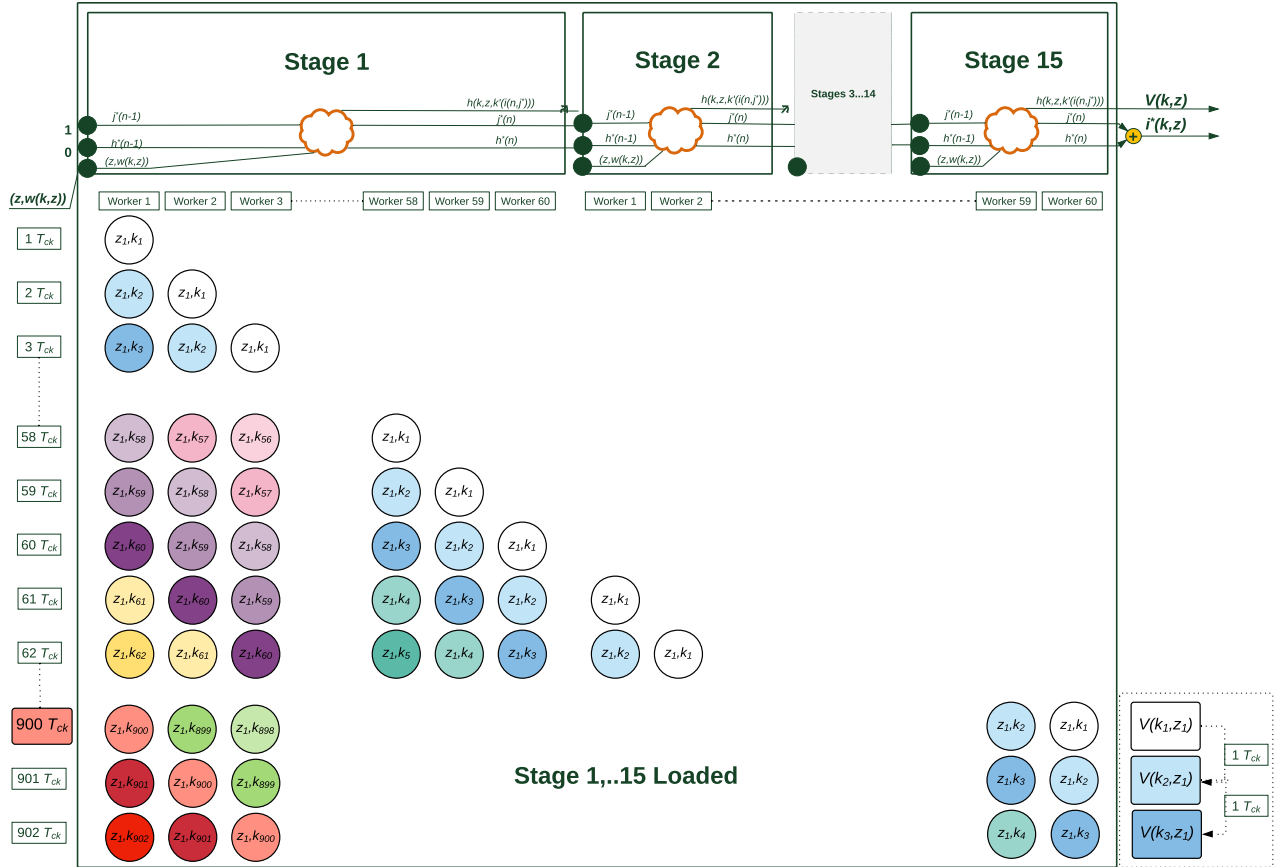 Stage 1 Stage 2 Stage 15
Stages 3...14
h(k,z,k'(i(n,j*))) h(k,z,k'(i(n,j*))) h(k,z,k'(i(n,j*))) V(k,z)
j*(n-1) j*(n) j*(n-1) j*(n) j*(n-1) j*(n) i*(k,z)
1
h*(n-1) h*(n) h*(n-1) h*(n) h*(n-1) h*(n)
0
(z,w(k,z)) (z,w(k,z)) (z,w(k,z))
+
(z,w(k,z))
Worker 1 Worker 2 Worker 3 Worker 58 Worker 59 Worker 60 Worker 1 Worker 2 Worker 59 Worker 60
1 Tck z1,k1
2 Tck z1,k2 z1,k1
3 Tck z1,k3 z1,k2 z1,k1
58 Tck z1,k58 z1,k57 z1,k56 z1,k1
59 Tck z1,k59 z1,k58 z1,k57 z1,k2 z1,k1
60 Tck z1,k60 z1,k59 z1,k58 z1,k3 z1,k2 z1,k1
61 Tck z1,k61 z1,k60 z1,k59 z1,k4 z1,k3 z1,k2 z1,k1
62 Tck z1,k62 z1,k61 z1,k60 z1,k5 z1,k4 z1,k3 z1,k2 z1,k1
900 Tck z1,k900 z1,k899 z1,k898 z1,k2 z1,k1 V(k1,z1)
1 Tck
901 Tck z1,k901 z1,k900 z1,k899 Stage 1,..15 Loaded z1,k3 z1,k2 V(k2,z1)
1 Tck
902 Tck z1,k902 z1,k901 z1,k900 z1,k4 z1,k3 V(k3,z1)